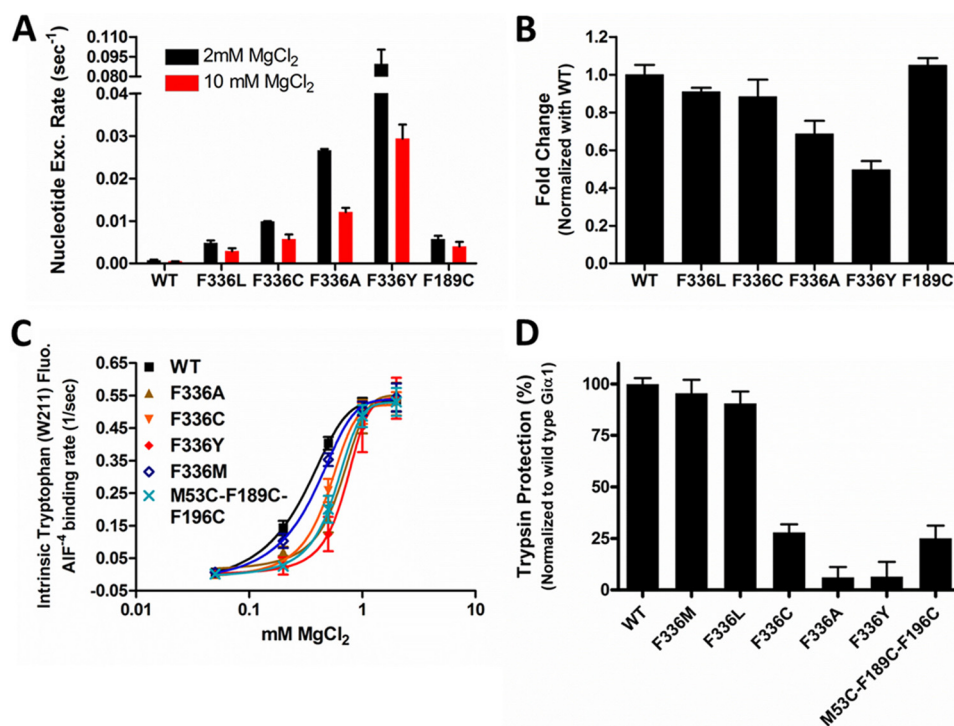 A
Nucleotide Exc. Rate (sec⁻¹)
0.110
0.095
0.080
0.04
0.03
0.02
0.01
0.00
2mM MgCl₂
10 mM MgCl₂
WT F336L F336C F336A F336Y F189C
B
Fold Change
(Normalized with WT)
1.2
1.0
0.8
0.6
0.4
0.2
0.0
WT F336L F336C F336A F336Y F189C
C
Intrinsic Tryptophan (W211) Fluo.
AlF⁻⁴ binding rate (1/sec)
0.65
0.55
0.45
0.35
0.25
0.15
0.05
-0.05
WT
F336A
F336C
F336Y
F336M
M53C-F189C-
F196C
0.01 0.1 1 10
mM MgCl₂
D
Trypsin Protection (%)
(Normalized to wild type Giα1)
100
75
50
25
0
WT
F336M
F336L
F336C
F336A
F336Y
M53C-F189C-F196C